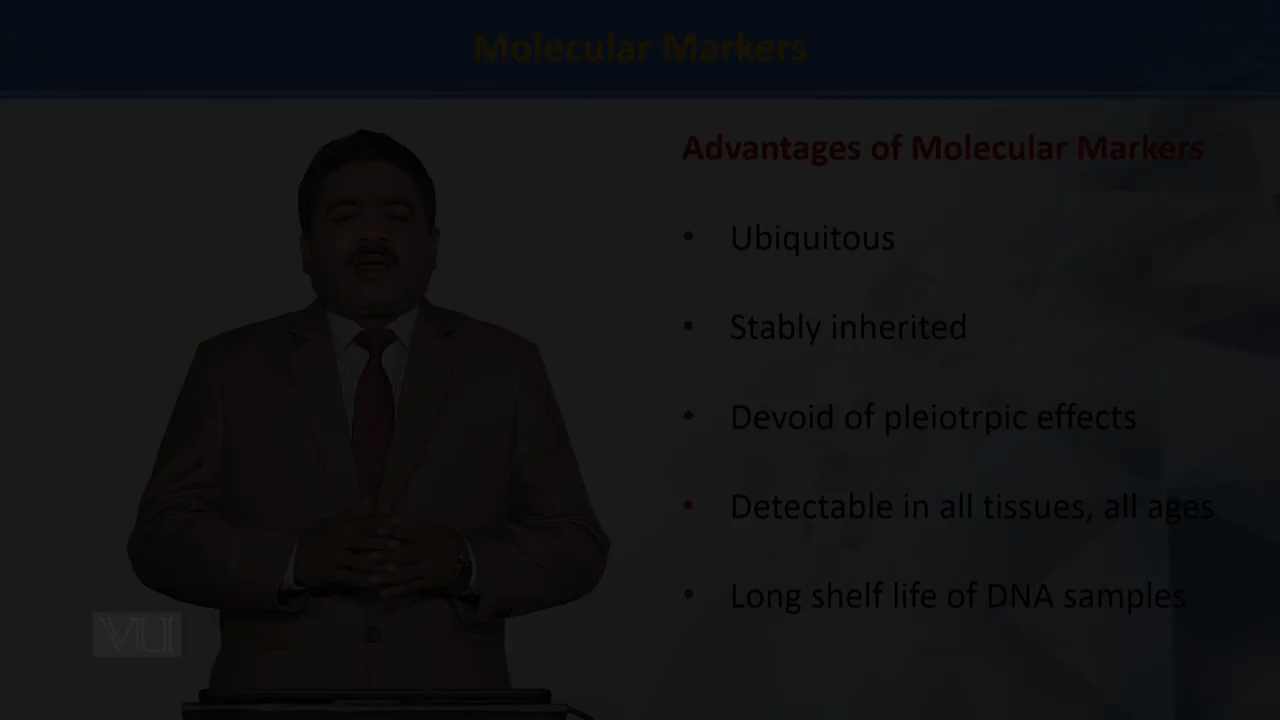 Molecular Markers
Advantages of Molecular Markers
• Ubiquitous
• Stably inherited
• Devoid of pleiotrpic effects
• Detectable in all tissues, all ages
• Long shelf life of DNA samples
VU